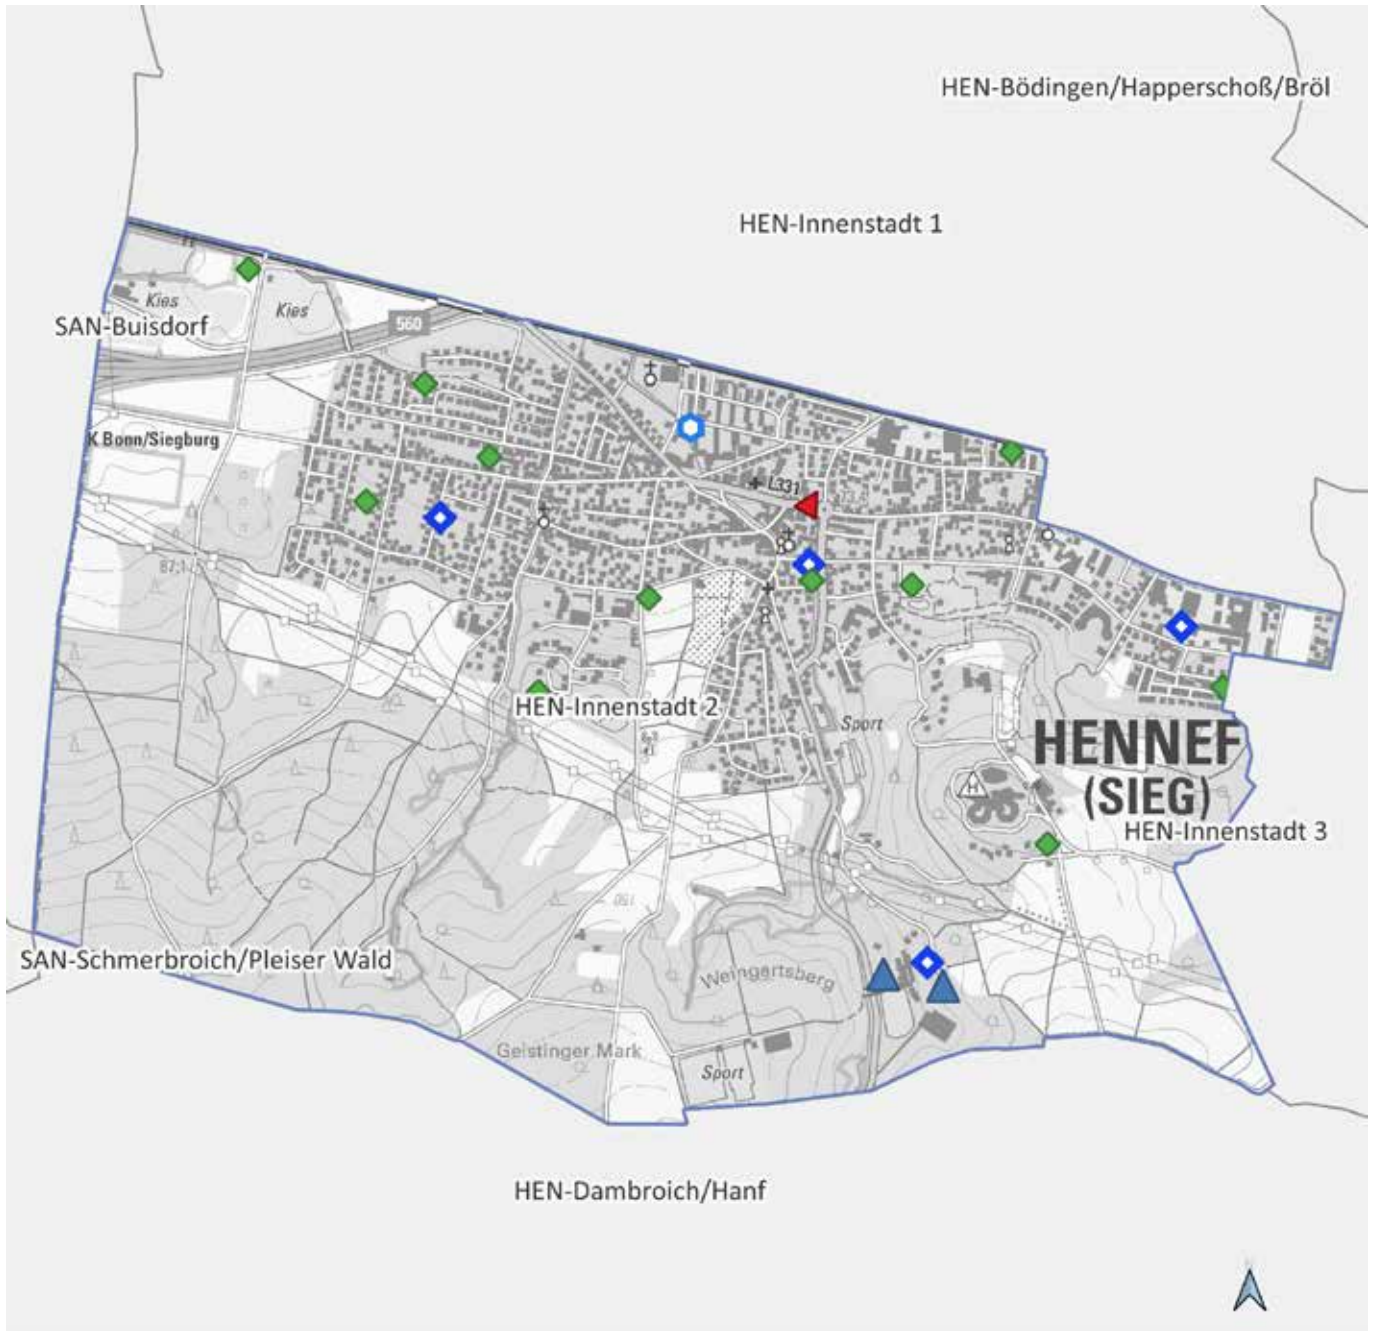 HEN-Bödingen/Happerschoß/Bröl
HEN-Innenstadt 1
Kies
Kies
SAN-Buisdorf
560
K Bonn/Siegburg
L331
HEN-Innenstadt 2
Sport
HENNEF
(SIEG)
H
HEN-Innenstadt 3
SAN-Schmerbroich/Pleiser Wald
Weingartsberg
Geistinger Mark
Sport
HEN-Dambroich/Hanf